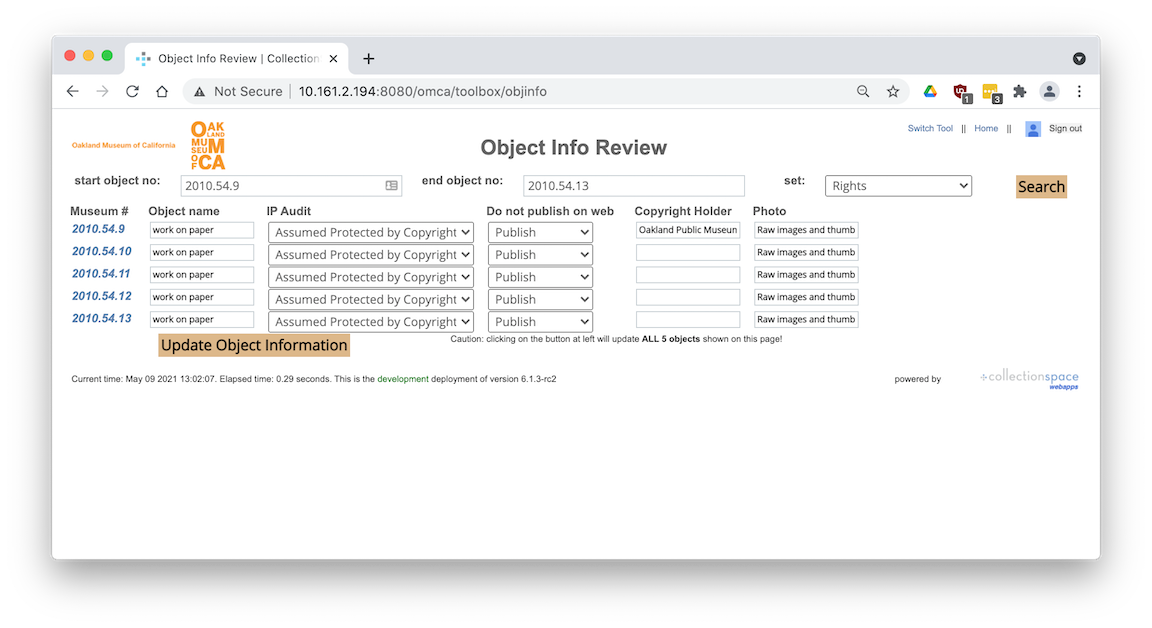 Object Info Review | Collection
Not Secure 10.161.2.194:8080/omca/toolbox/objinfo
1
3
Oakland Museum of California
OAK
LAND
MU
SEU M
OF CA
Object Info Review
Switch Tool || Home || Sign out
start object no: 2010.54.9 end object no: 2010.54.13 set: Rights Search
Museum # Object name IP Audit Do not publish on web Copyright Holder Photo
2010.54.9 work on paper Assumed Protected by Copyright Publish Oakland Public Museun Raw images and thumb
2010.54.10 work on paper Assumed Protected by Copyright Publish Raw images and thumb
2010.54.11 work on paper Assumed Protected by Copyright Publish Raw images and thumb
2010.54.12 work on paper Assumed Protected by Copyright Publish Raw images and thumb
2010.54.13 work on paper Assumed Protected by Copyright Publish Raw images and thumb
Update Object Information Caution: clicking on the button at left will update ALL 5 objects shown on this page!
Current time: May 09 2021 13:02:07. Elapsed time: 0.29 seconds. This is the development deployment of version 6.1.3-rc2 powered by collectionspace
webapps